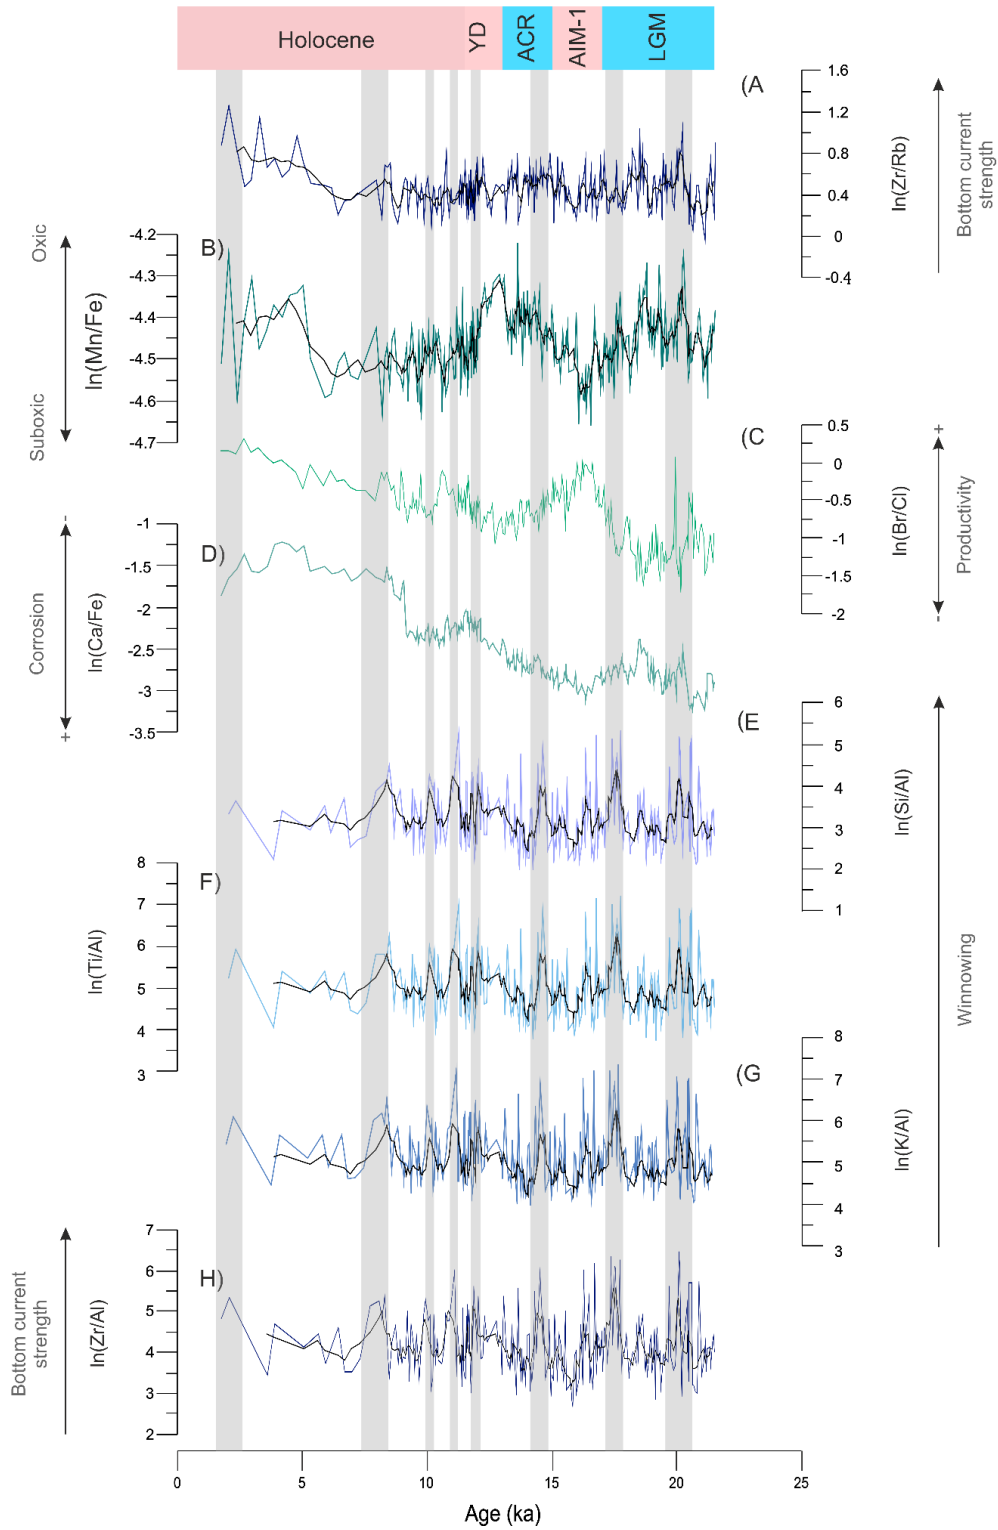 Holocene
YD
ACR
AIM-1
LGM
(A
1.6
1.2
0.8
0.4
0
-0.4
ln(Zr/Rb)
Bottom current
strength
B)
-4.2
-4.3
-4.4
-4.5
-4.6
-4.7
ln(Mn/Fe)
Oxic
Suboxic
(C
0.5
0
-0.5
-1
-1.5
-2
ln(Br/Cl)
+
Productivity
-
D)
-1
-1.5
-2
-2.5
-3
-3.5
ln(Ca/Fe)
-
Corrosion
+
(E
6
5
4
3
2
1
ln(Si/Al)
Winnowing
F)
8
7
6
5
4
3
ln(Ti/Al)
(G
8
7
6
5
4
3
ln(K/Al)
H)
7
6
5
4
3
2
ln(Zr/Al)
Bottom current
strength
0
5
10
15
20
25
Age (ka)